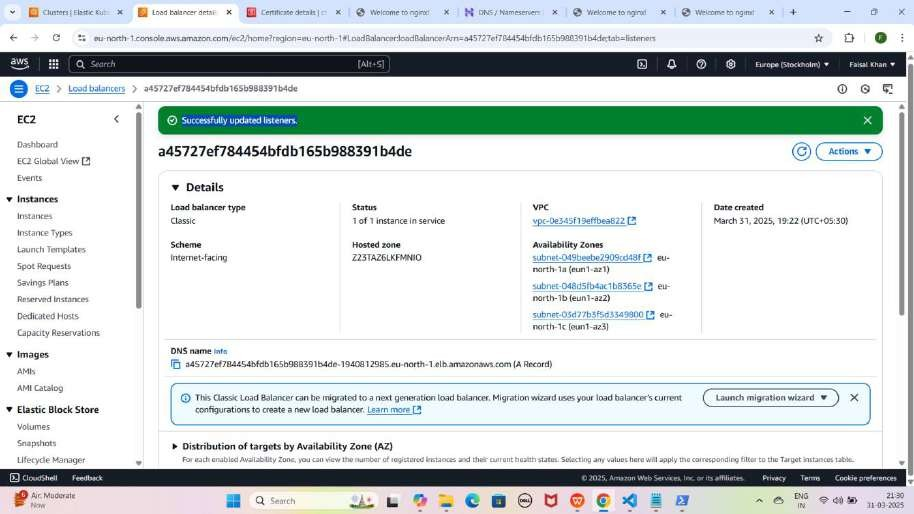 Clusters | Elastic Kub
Load balancer detail
Certificate details | c
Welcome to nginx!
DNS / Nameservers
Welcome to nginx!
Welcome to nginx!
eu-north-1.console.aws.amazon.com/ec2/home?region=eu-north-1#LoadBalancer:loadBalancerArn=a45727ef784454bfdb165b988391b4de;tab=listeners
F
aws
Search
[Alt+S]
Europe (Stockholm)
Faisal Khan
EC2 > Load balancers > a45727ef784454bfdb165b988391b4de
EC2
Dashboard
EC2 Global View
Events
Instances
Instances
Instance Types
Launch Templates
Spot Requests
Savings Plans
Reserved Instances
Dedicated Hosts
Capacity Reservations
Images
AMIs
AMI Catalog
Elastic Block Store
Volumes
Snapshots
Lifecycle Manager
Successfully updated listeners.
a45727ef784454bfdb165b988391b4de
Actions
Details
Load balancer type
Classic
Status
1 of 1 instance in service
VPC
vpc-0e345f19effbea822
Date created
March 31, 2025, 19:22 (UTC+05:30)
Scheme
Internet-facing
Hosted zone
Z23TAZ6LKFMNIO
Availability Zones
subnet-049beebe2909cd48f eu-
north-1a (eun1-az1)
subnet-048d5fb4ac1b8365e eu-
north-1b (eun1-az2)
subnet-03d77b3f5d3349800 eu-
north-1c (eun1-az3)
DNS name Info
a45727ef784454bfdb165b988391b4de-1940812985.eu-north-1.elb.amazonaws.com (A Record)
This Classic Load Balancer can be migrated to a next generation load balancer. Migration wizard uses your load balancer's current
configurations to create a new load balancer. Learn more
Launch migration wizard
Distribution of targets by Availability Zone (AZ)
For each enabled Availability Zone, you can view the number of registered instances and their current health states. Selecting any values here will apply the corresponding filter to the Target instances table.
CloudShell
Feedback
© 2025, Amazon Web Services, Inc. or its affiliates.
Privacy
Terms
Cookie preferences
Air: Moderate
Now
Search
DELL
ENG
IN
21:30
31-03-2025